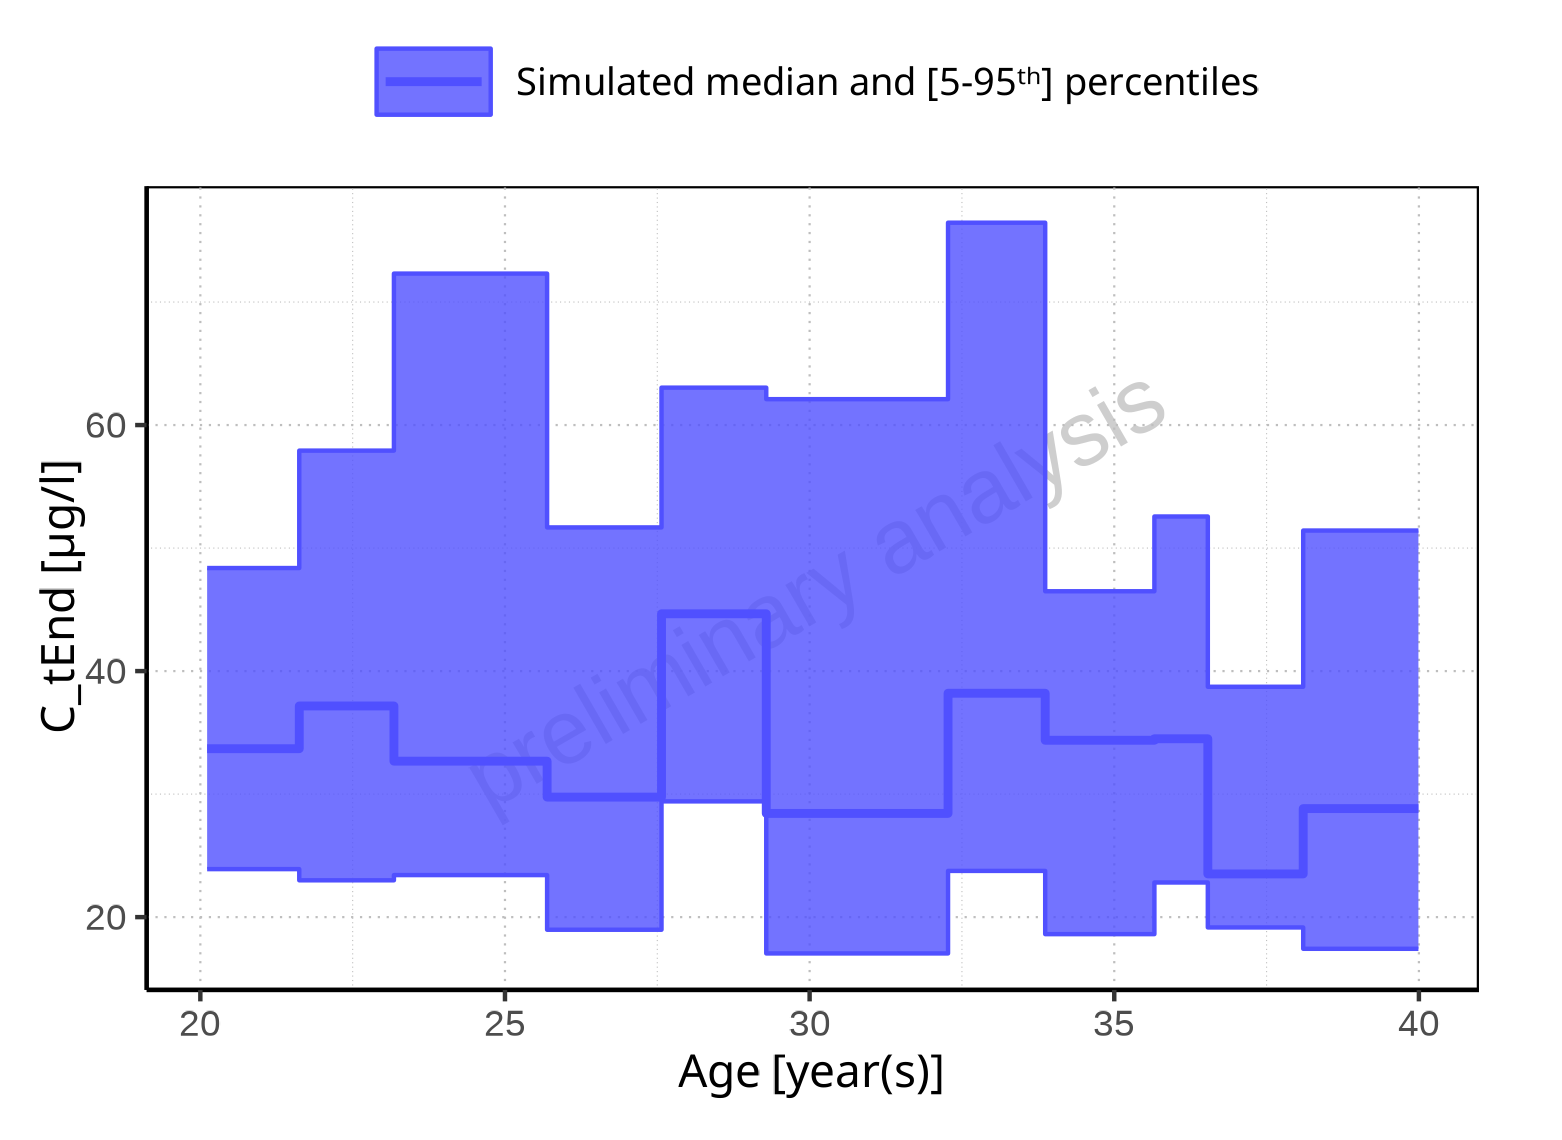 Simulated median and [5-95ᵗʰ] percentiles
60
40
20
C_tEnd [µg/l]
preliminary analysis
20 25 30 35 40
Age [year(s)]